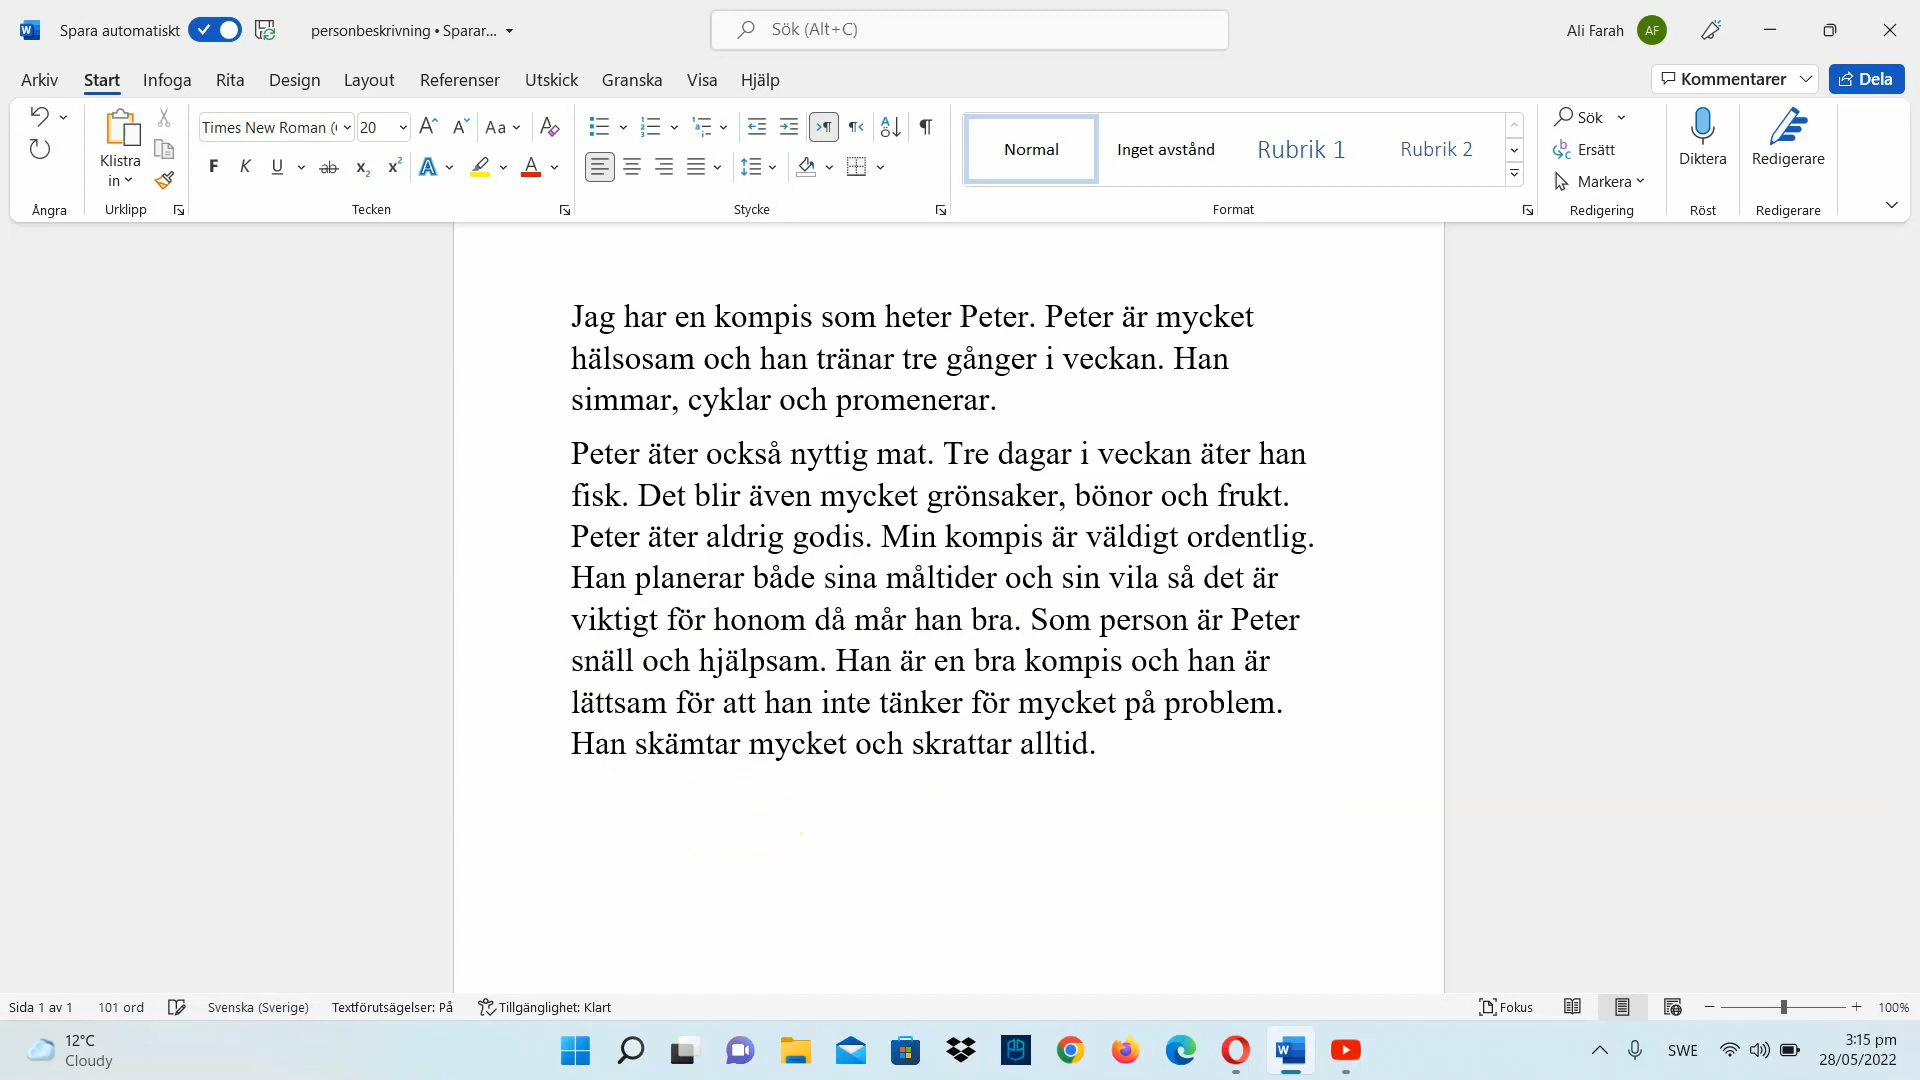 Spara automatiskt personbeskrivning • Sparar... Sök (Alt+C) Ali Farah AF
Arkiv Start Infoga Rita Design Layout Referenser Utskick Granska Visa Hjälp Kommentarer Dela
Klistra in
Times New Roman ( 20
Normal Inget avstånd Rubrik 1 Rubrik 2
Sök
Ersätt
Markera
Diktera
Redigerare
Ångra Urklipp Tecken Stycke Format Redigering Röst Redigerare
Jag har en kompis som heter Peter. Peter är mycket
hälsosam och han tränar tre gånger i veckan. Han
simmar, cyklar och promenerar.
Peter äter också nyttig mat. Tre dagar i veckan äter han
fisk. Det blir även mycket grönsaker, bönor och frukt.
Peter äter aldrig godis. Min kompis är väldigt ordentlig.
Han planerar både sina måltider och sin vila så det är
viktigt för honom då mår han bra. Som person är Peter
snäll och hjälpsam. Han är en bra kompis och han är
lättsam för att han inte tänker för mycket på problem.
Han skämtar mycket och skrattar alltid.
Sida 1 av 1 101 ord Svenska (Sverige) Textförutsägelser: På Tillgänglighet: Klart Fokus 100%
12°C
Cloudy
SWE
3:15 pm
28/05/2022